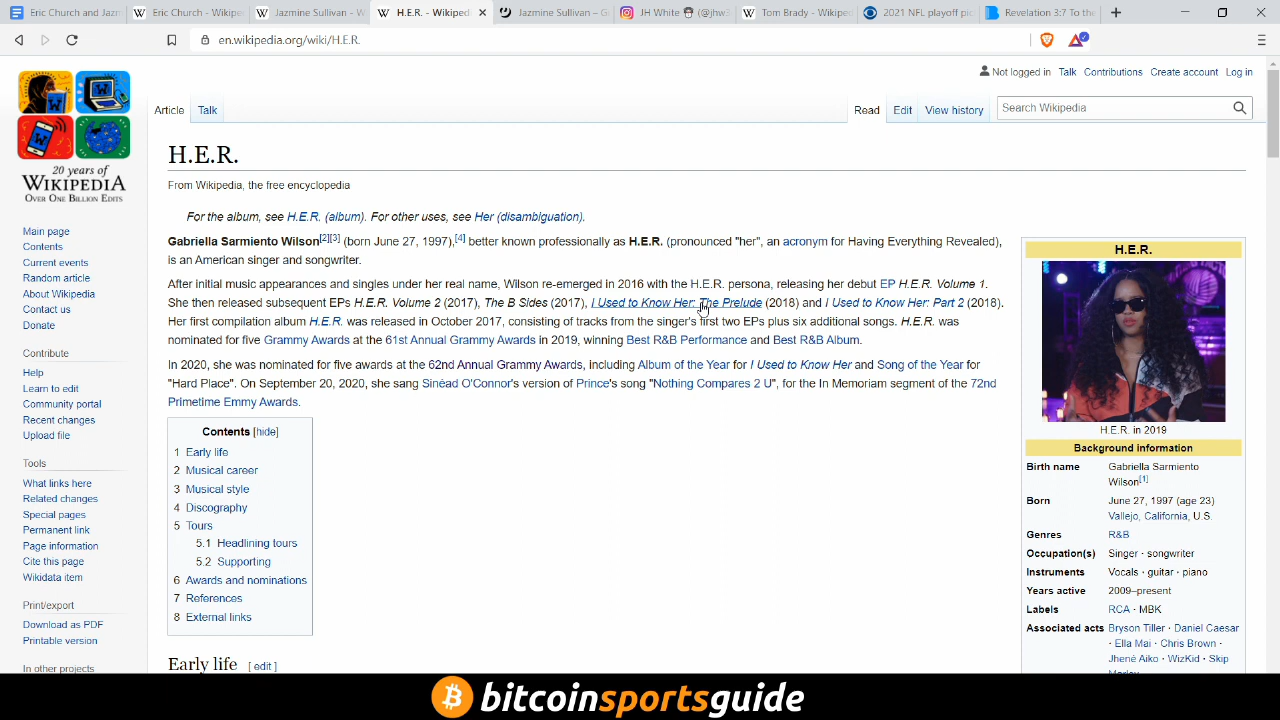 Eric Church and Jazm
Eric Church - Wikipe
Jazmine Sullivan - W
H.E.R. - Wikiped
Jazmine Sullivan – G
JH White
(@jhw3
Tom Brady - Wikiped
2021 NFL playoff pic
Revelation 3:7 To the
en.wikipedia.org/wiki/H.E.R.
Not logged in Talk Contributions Create account Log in
Article Talk Read Edit View history Search Wikipedia
20 years of
WIKIPEDIA
OVER ONE BILLION EDITS
Main page
Contents
Current events
Random article
About Wikipedia
Contact us
Donate
Contribute
Help
Learn to edit
Community portal
Recent changes
Upload file
Tools
What links here
Related changes
Special pages
Permanent link
Page information
Cite this page
Wikidata item
Print/export
Download as PDF
Printable version
In other projects
H.E.R.
From Wikipedia, the free encyclopedia
For the album, see H.E.R. (album). For other uses, see Her (disambiguation).
Gabriella Sarmiento Wilson[2][3] (born June 27, 1997),[4] better known professionally as H.E.R. (pronounced "her", an acronym for Having Everything Revealed),
is an American singer and songwriter.
After initial music appearances and singles under her real name, Wilson re-emerged in 2016 with the H.E.R. persona, releasing her debut EP H.E.R. Volume 1.
She then released subsequent EPs H.E.R. Volume 2 (2017), The B Sides (2017), I Used to Know Her: The Prelude (2018) and I Used to Know Her: Part 2 (2018).
Her first compilation album H.E.R. was released in October 2017, consisting of tracks from the singer's first two EPs plus six additional songs. H.E.R. was
nominated for five Grammy Awards at the 61st Annual Grammy Awards in 2019, winning Best R&B Performance and Best R&B Album.
In 2020, she was nominated for five awards at the 62nd Annual Grammy Awards, including Album of the Year for I Used to Know Her and Song of the Year for
"Hard Place". On September 20, 2020, she sang Sinéad O'Connor's version of Prince's song "Nothing Compares 2 U", for the In Memoriam segment of the 72nd
Primetime Emmy Awards.
Contents [hide]
1 Early life
2 Musical career
3 Musical style
4 Discography
5 Tours
5.1 Headlining tours
5.2 Supporting
6 Awards and nominations
7 References
8 External links
Early life [ edit ]
H.E.R.
H.E.R. in 2019
Background information
Birth name Gabriella Sarmiento
Wilson[1]
Born June 27, 1997 (age 23)
Vallejo, California, U.S.
Genres R&B
Occupation(s) Singer · songwriter
Instruments Vocals · guitar · piano
Years active 2009–present
Labels RCA · MBK
Associated acts Bryson Tiller · Daniel Caesar
· Ella Mai · Chris Brown ·
Jhené Aiko · WizKid · Skip
Marley
bitcoinsportsguide